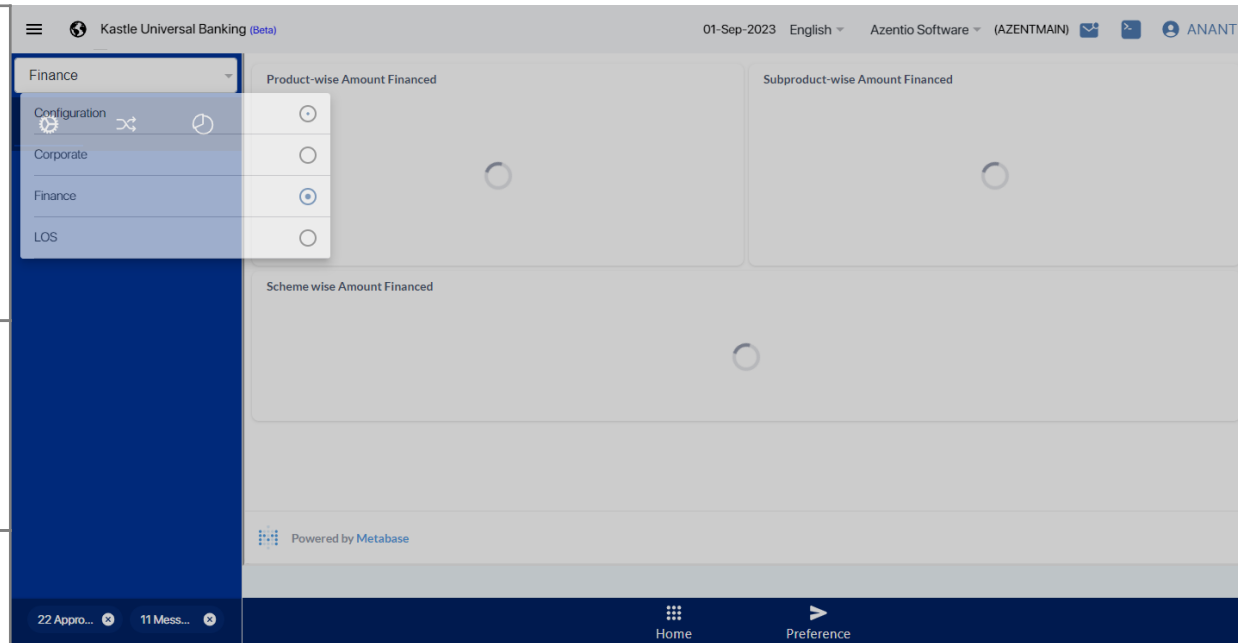 Kastle Universal Banking (Beta)
01-Sep-2023 English Azentio Software (AZENTMAIN) ANANT
Finance
Configuration
Corporate
Finance
LOS
Product-wise Amount Financed
Subproduct-wise Amount Financed
Scheme wise Amount Financed
Powered by Metabase
22 Appro...
11 Mess...
Home
Preference